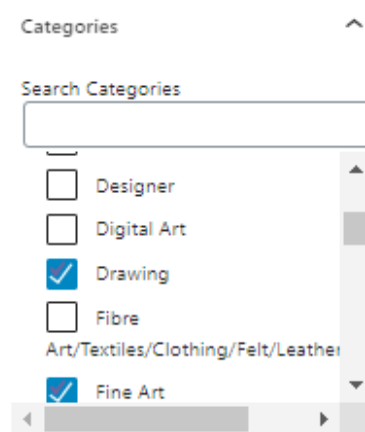 Categories
Search Categories
Designer
Digital Art
Drawing
Fibre
Art/Textiles/Clothing/Felt/Leather
Fine Art